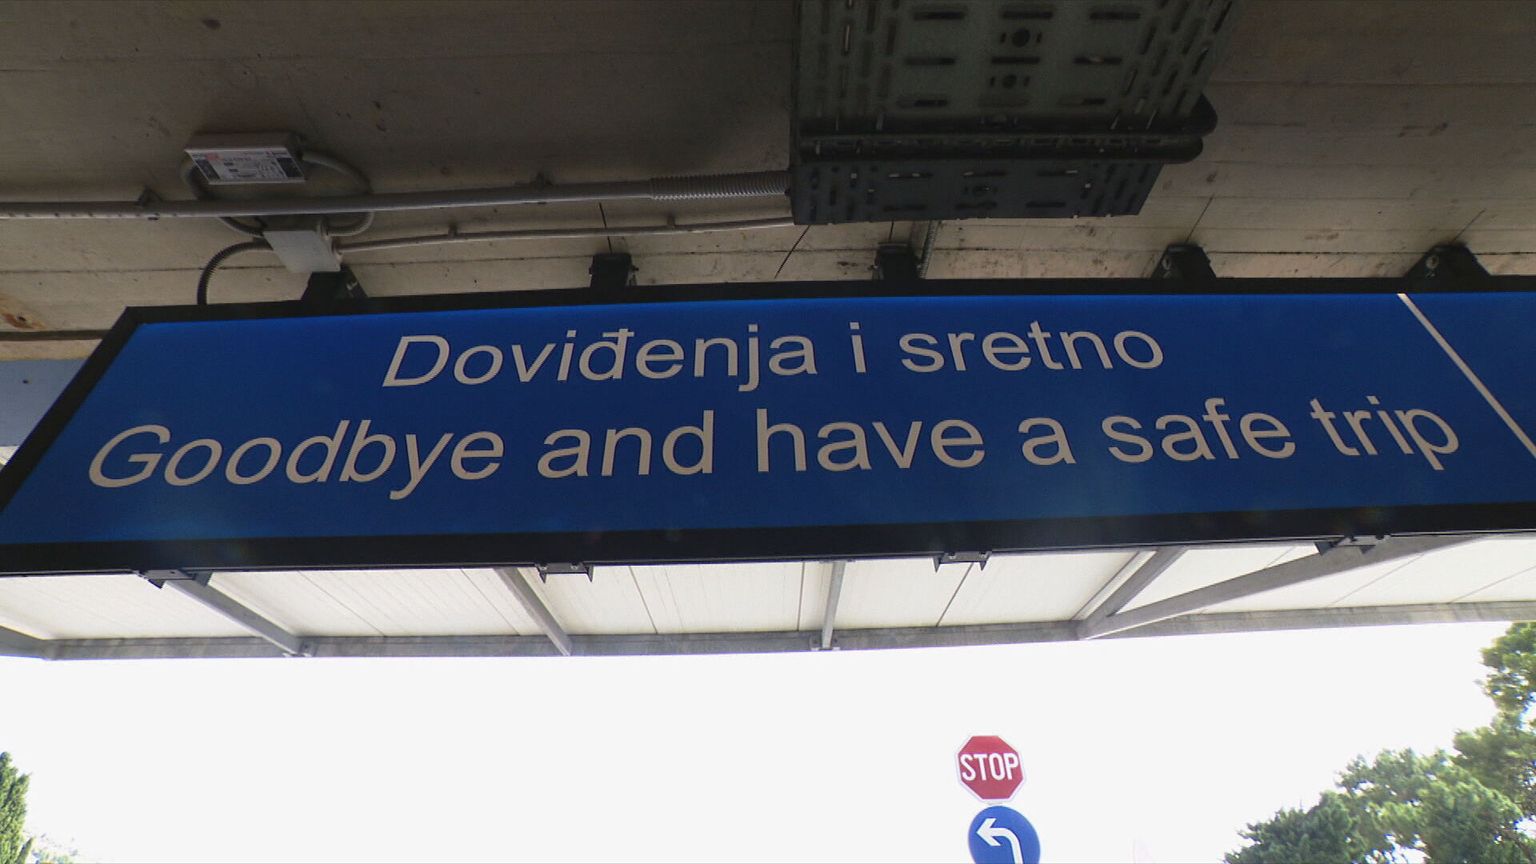 Doviđenja i sretno
Goodbye and have a safe trip
STOP